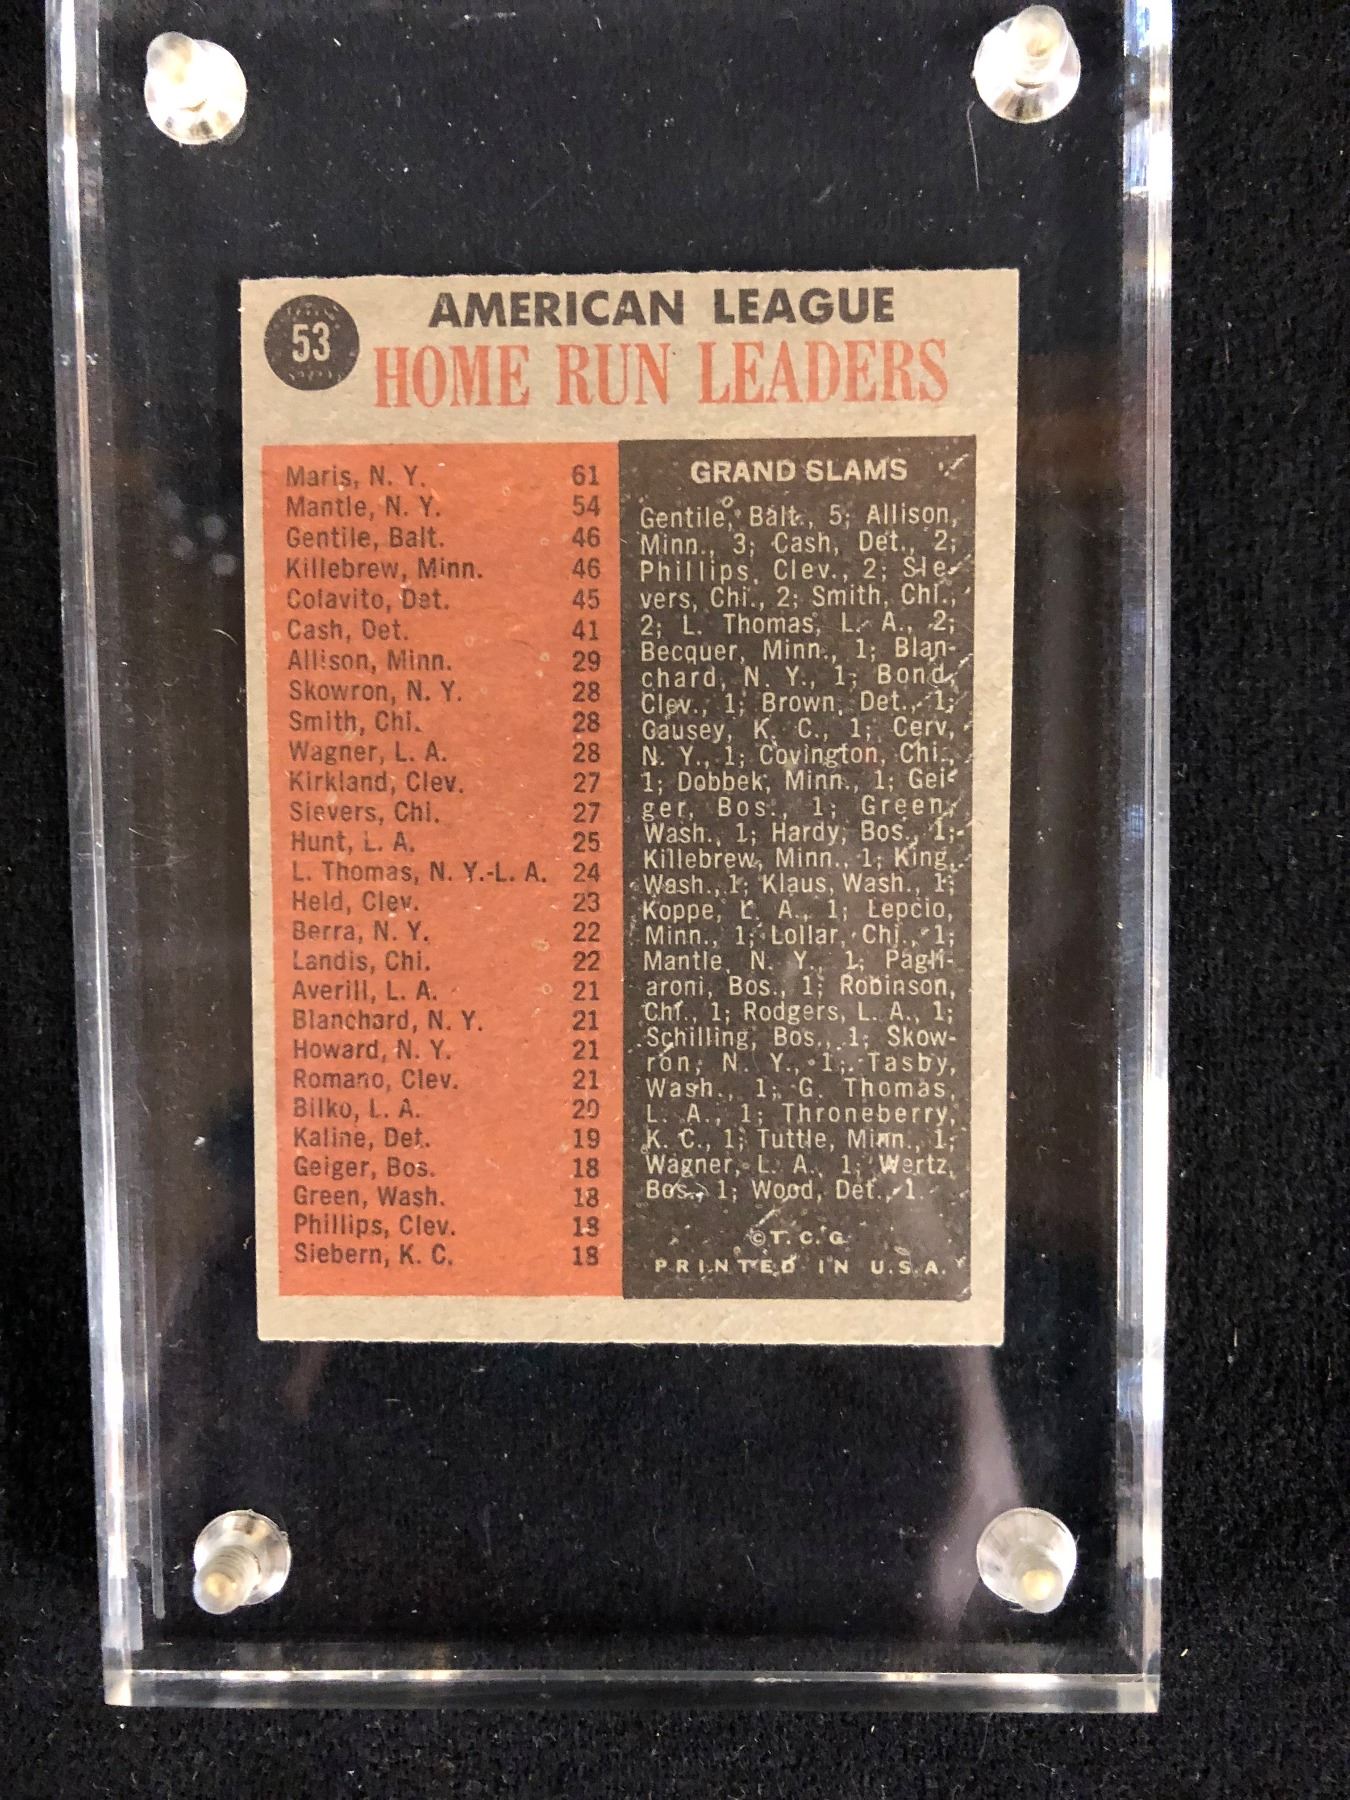 53
AMERICAN LEAGUE
HOME RUN LEADERS
Maris, N. Y. 61
Mantle, N. Y. 54
Gentile, Balt. 46
Killebrew, Minn. 46
Colavito, Det. 45
Cash, Det. 41
Allison, Minn. 29
Skowron, N. Y. 28
Smith, Chi. 28
Wagner, L. A. 28
Kirkland, Clev. 27
Sievers, Chi. 27
Hunt, L. A. 25
L. Thomas, N. Y.-L. A. 24
Held, Clev. 23
Berra, N. Y. 22
Landis, Chi. 22
Averill, L. A. 21
Blanchard, N. Y. 21
Howard, N. Y. 21
Romano, Clev. 21
Bilko, L. A. 20
Kaline, Det. 19
Geiger, Bos. 18
Green, Wash. 18
Phillips, Clev. 18
Siebern, K. C. 18
GRAND SLAMS
Gentile, Balt., 5; Allison,
Minn., 3; Cash, Det., 2;
Phillips, Clev., 2; Sie-
vers, Chi., 2; Smith, Chi.,
2; L. Thomas, L. A., 2;
Becquer, Minn., 1; Blan-
chard, N. Y., 1; Bond,
Clev., 1; Brown, Det., 1;
Gausey, K. C., 1; Cerv,
N. Y., 1; Covington, Chi.,
1; Dobbek, Minn., 1; Gei-
ger, Bos., 1; Green,
Wash., 1; Hardy, Bos., 1;
Killebrew, Minn., 1; King,
Wash., 1; Klaus, Wash., 1;
Koppe, L. A., 1; Lepcio,
Minn., 1; Lollar, Chi., 1;
Mantle, N. Y., 1; Pagli-
aroni, Bos., 1; Robinson,
Chi., 1; Rodgers, L. A., 1;
Schilling, Bos., 1; Skow-
ron, N. Y., 1; Tasby,
Wash., 1; G. Thomas,
L. A., 1; Throneberry,
K. C., 1; Tuttle, Minn., 1;
Wagner, L. A., 1; Wertz,
Bos., 1; Wood, Det., 1.
©T. C. G.
PRINTED IN U.S.A.